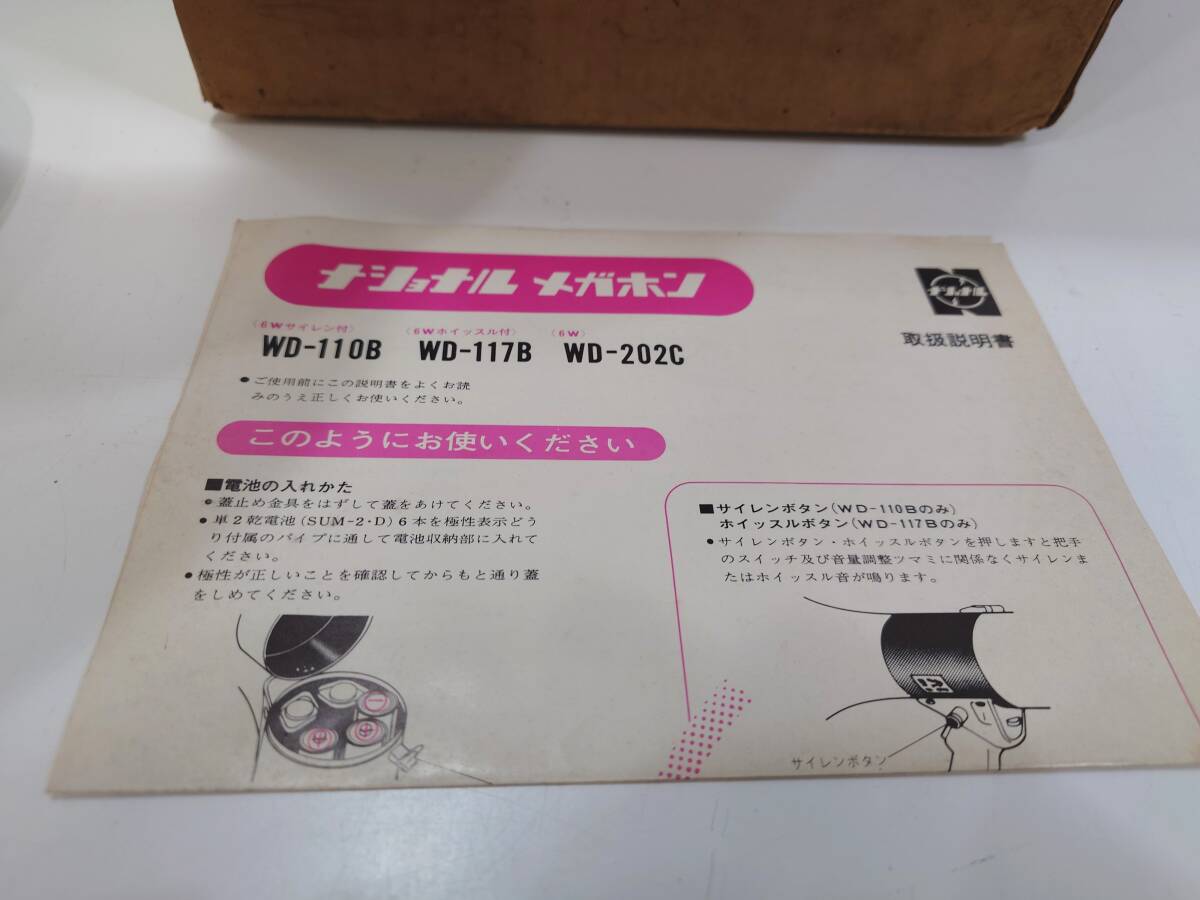 ナショナル メガホン
ナショナル
取扱説明書
〈6Wサイレン付〉 〈6Wホイッスル付〉 〈6W〉
WD-110B WD-117B WD-202C
●ご使用前にこの説明書をよくお読
みのうえ正しくお使いください。
このようにお使いください
■電池の入れかた
●蓋止め金具をはずして蓋をあけてください。
●単2乾電池(SUM-2・D)6本を極性表示どう
り付属のパイプに通して電池収納部に入れて
ください。
●極性が正しいことを確認してからもと通り蓋
をしめてください。
■サイレンボタン(WD-110Bのみ)
ホイッスルボタン(WD-117Bのみ)
●サイレンボタン・ホイッスルボタンを押しますと把手
のスイッチ及び音量調整ツマミに関係なくサイレンま
たはホイッスル音が鳴ります。
サイレンボタン